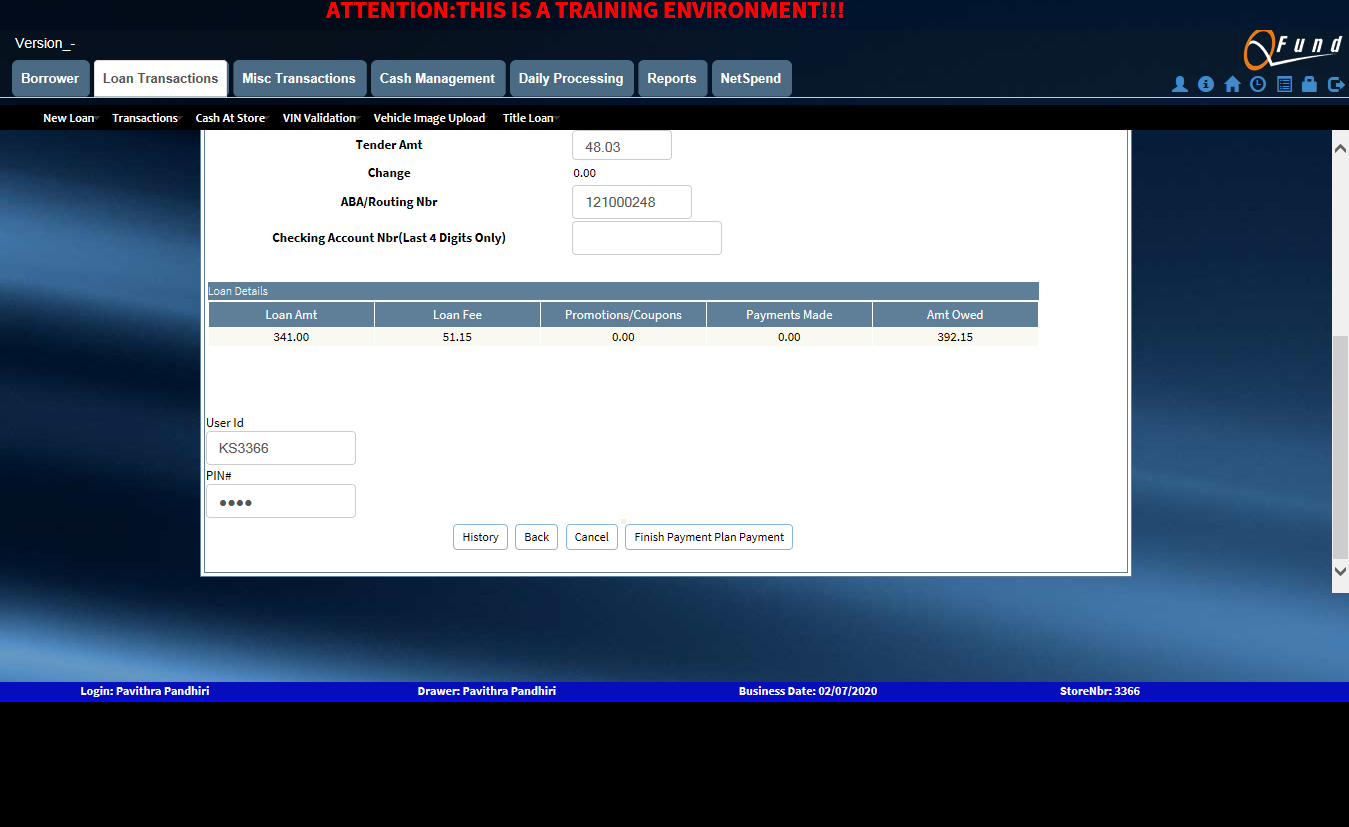 ATTENTION:THIS IS A TRAINING ENVIRONMENT!!!
Version_-
QFund
Borrower Loan Transactions Misc Transactions Cash Management Daily Processing Reports NetSpend
New Loan Transactions Cash At Store VIN Validation Vehicle Image Upload Title Loan
Tender Amt 48.03
Change 0.00
ABA/Routing Nbr 121000248
Checking Account Nbr(Last 4 Digits Only)
Loan Details
Loan Amt Loan Fee Promotions/Coupons Payments Made Amt Owed
341.00 51.15 0.00 0.00 392.15
User Id
KS3366
PIN#
●●●●
History Back Cancel Finish Payment Plan Payment
Login: Pavithra Pandhiri Drawer: Pavithra Pandhiri Business Date: 02/07/2020 StoreNbr: 3366